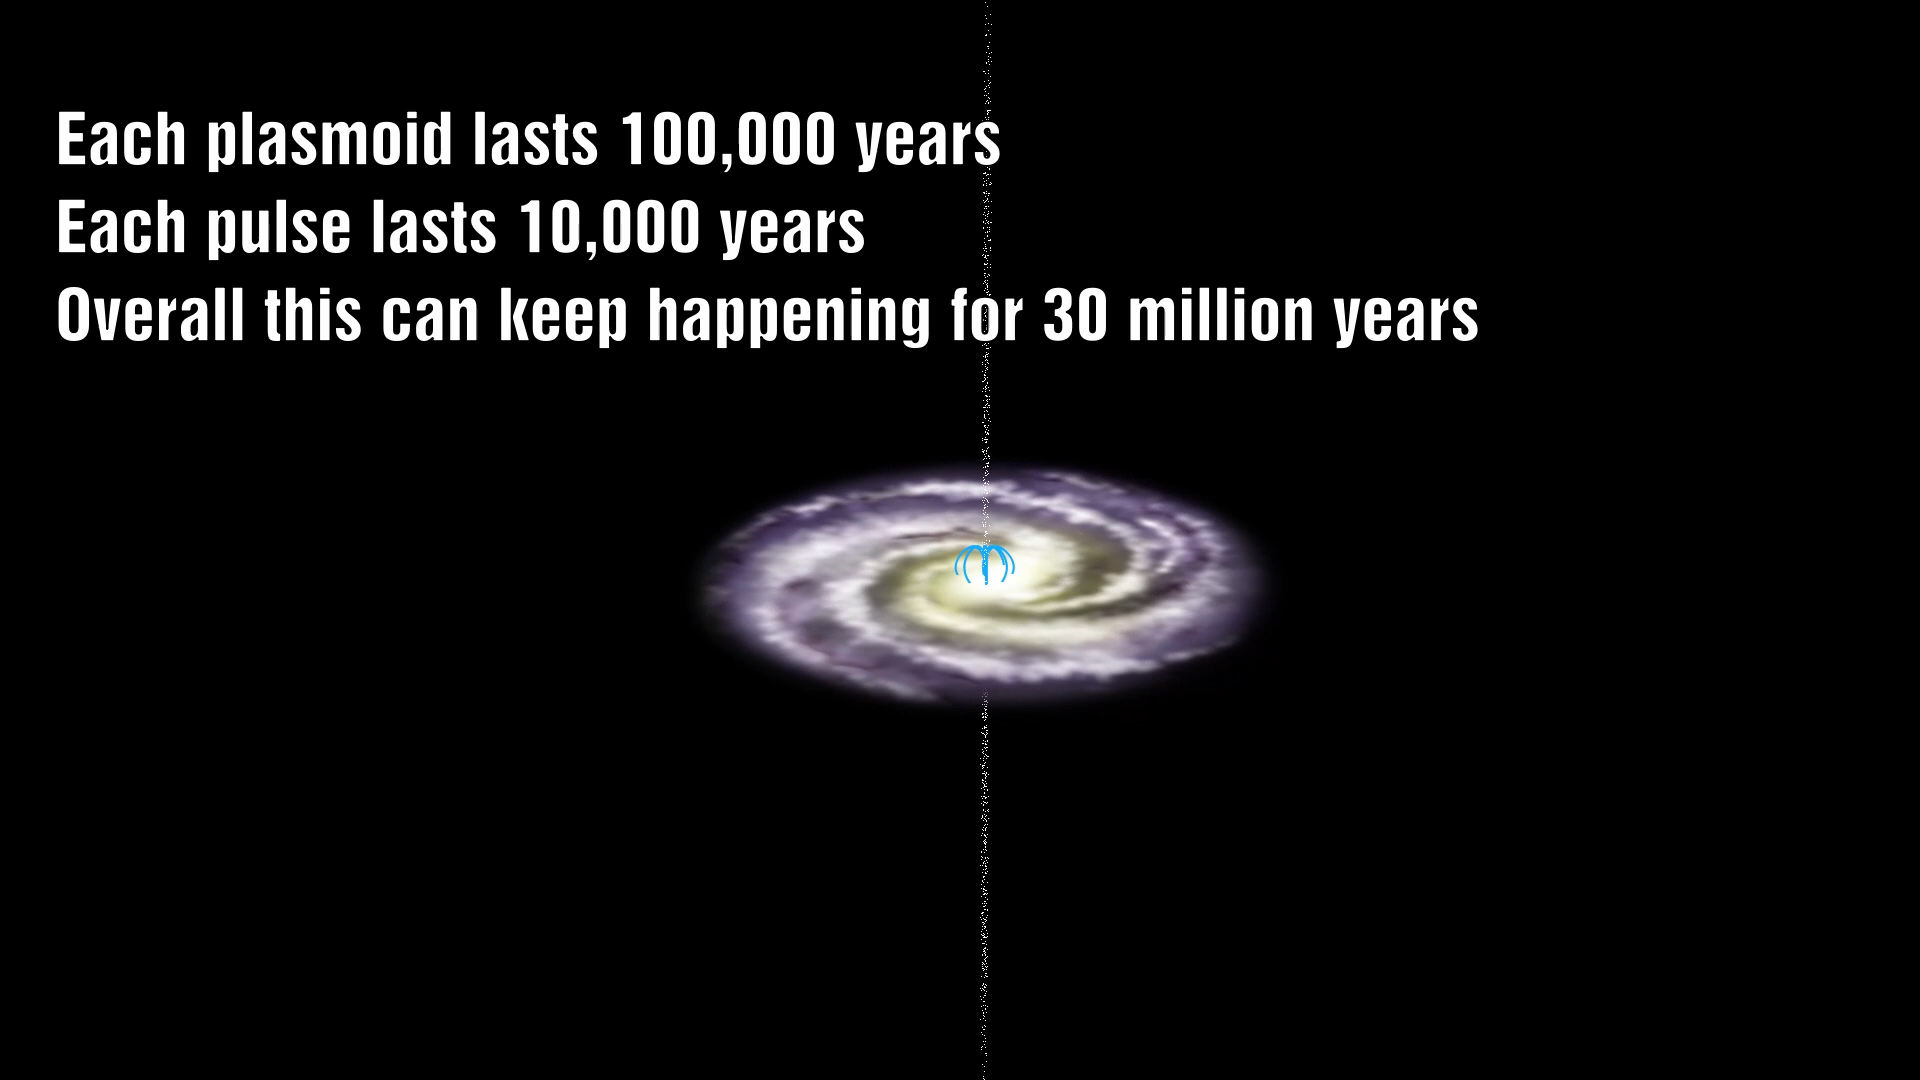 Each plasmoid lasts 100,000 years
Each pulse lasts 10,000 years
Overall this can keep happening for 30 million years